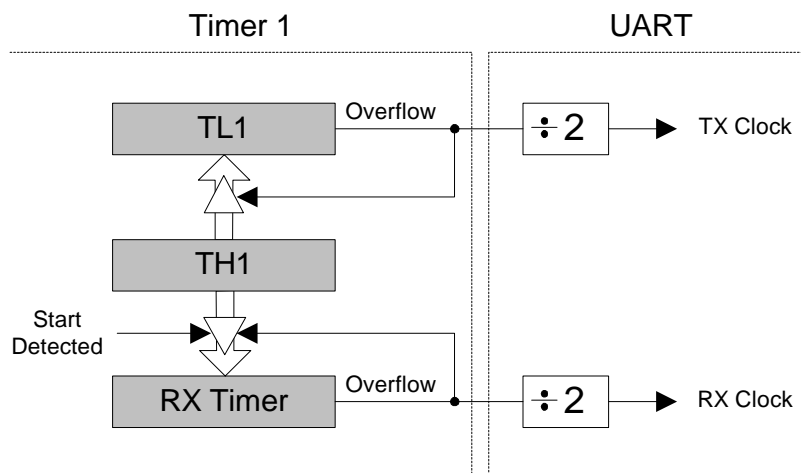 Timer 1
UART
TL1
Overflow
÷2
TX Clock
TH1
Start
Detected
RX Timer
Overflow
÷2
RX Clock